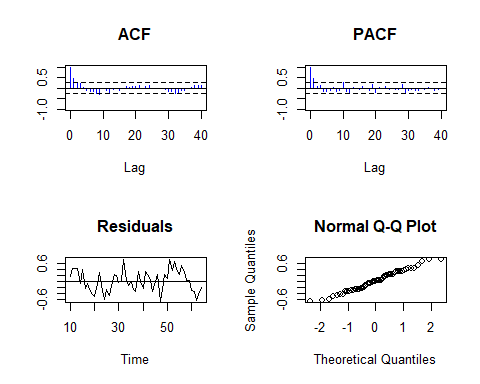 ACF
0.5
-1.0
0 10 20 30 40
Lag
PACF
0.5
-1.0
0 10 20 30 40
Lag
Residuals
0.6
-0.6
10 30 50
Time
Normal Q-Q Plot
Sample Quantiles
0.6
-0.6
-2 -1 0 1 2
Theoretical Quantiles